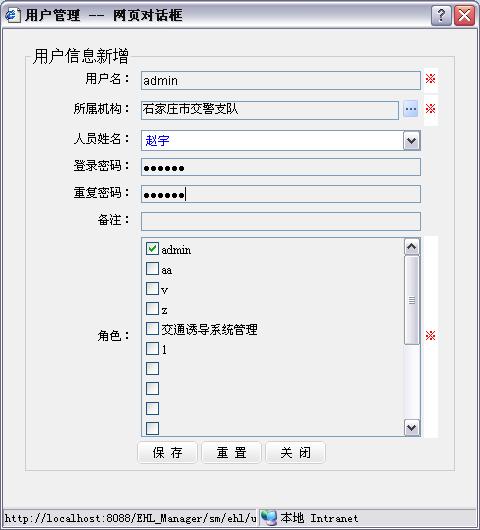 用户管理 -- 网页对话框
用户信息新增
用户名： admin ※
所属机构： 石家庄市交警支队 ... ※
人员姓名： 赵宇
登录密码： ●●●●●●
重复密码： ●●●●●●
备注：
admin
aa
v
z
角色： 交通诱导系统管理 ※
1
保 存 重 置 关 闭
http://localhost:8088/EHL_Manager/sm/ehl/u 本地 Intranet